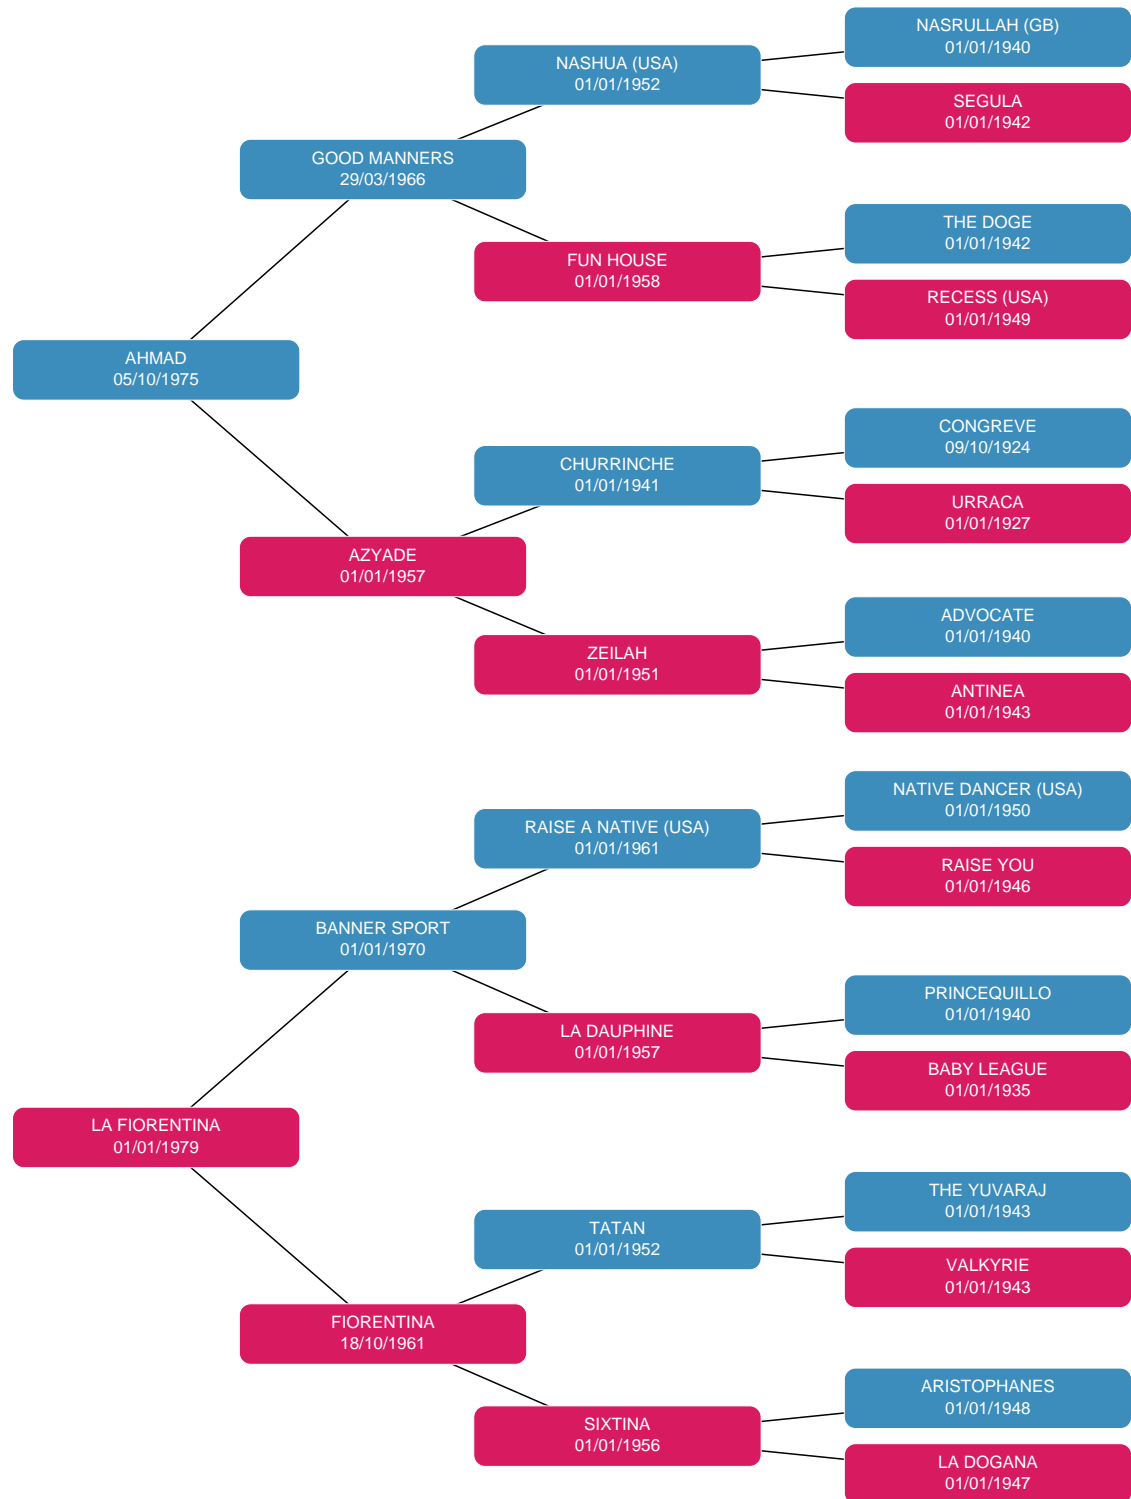 NASRULLAH (GB)
01/01/1940
NASHUA (USA)
01/01/1952
SEGULA
01/01/1942
GOOD MANNERS
29/03/1966
THE DOGE
01/01/1942
FUN HOUSE
01/01/1958
RECESS (USA)
01/01/1949
AHMAD
05/10/1975
CONGREVE
09/10/1924
CHURRINCHE
01/01/1941
URRACA
01/01/1927
AZYADE
01/01/1957
ADVOCATE
01/01/1940
ZEILAH
01/01/1951
ANTINEA
01/01/1943
NATIVE DANCER (USA)
01/01/1950
RAISE A NATIVE (USA)
01/01/1961
RAISE YOU
01/01/1946
BANNER SPORT
01/01/1970
PRINCEQUILLO
01/01/1940
LA DAUPHINE
01/01/1957
BABY LEAGUE
01/01/1935
LA FIORENTINA
01/01/1979
THE YUVARAJ
01/01/1943
TATAN
01/01/1952
VALKYRIE
01/01/1943
FIORENTINA
18/10/1961
ARISTOPHANES
01/01/1948
SIXTINA
01/01/1956
LA DOGANA
01/01/1947